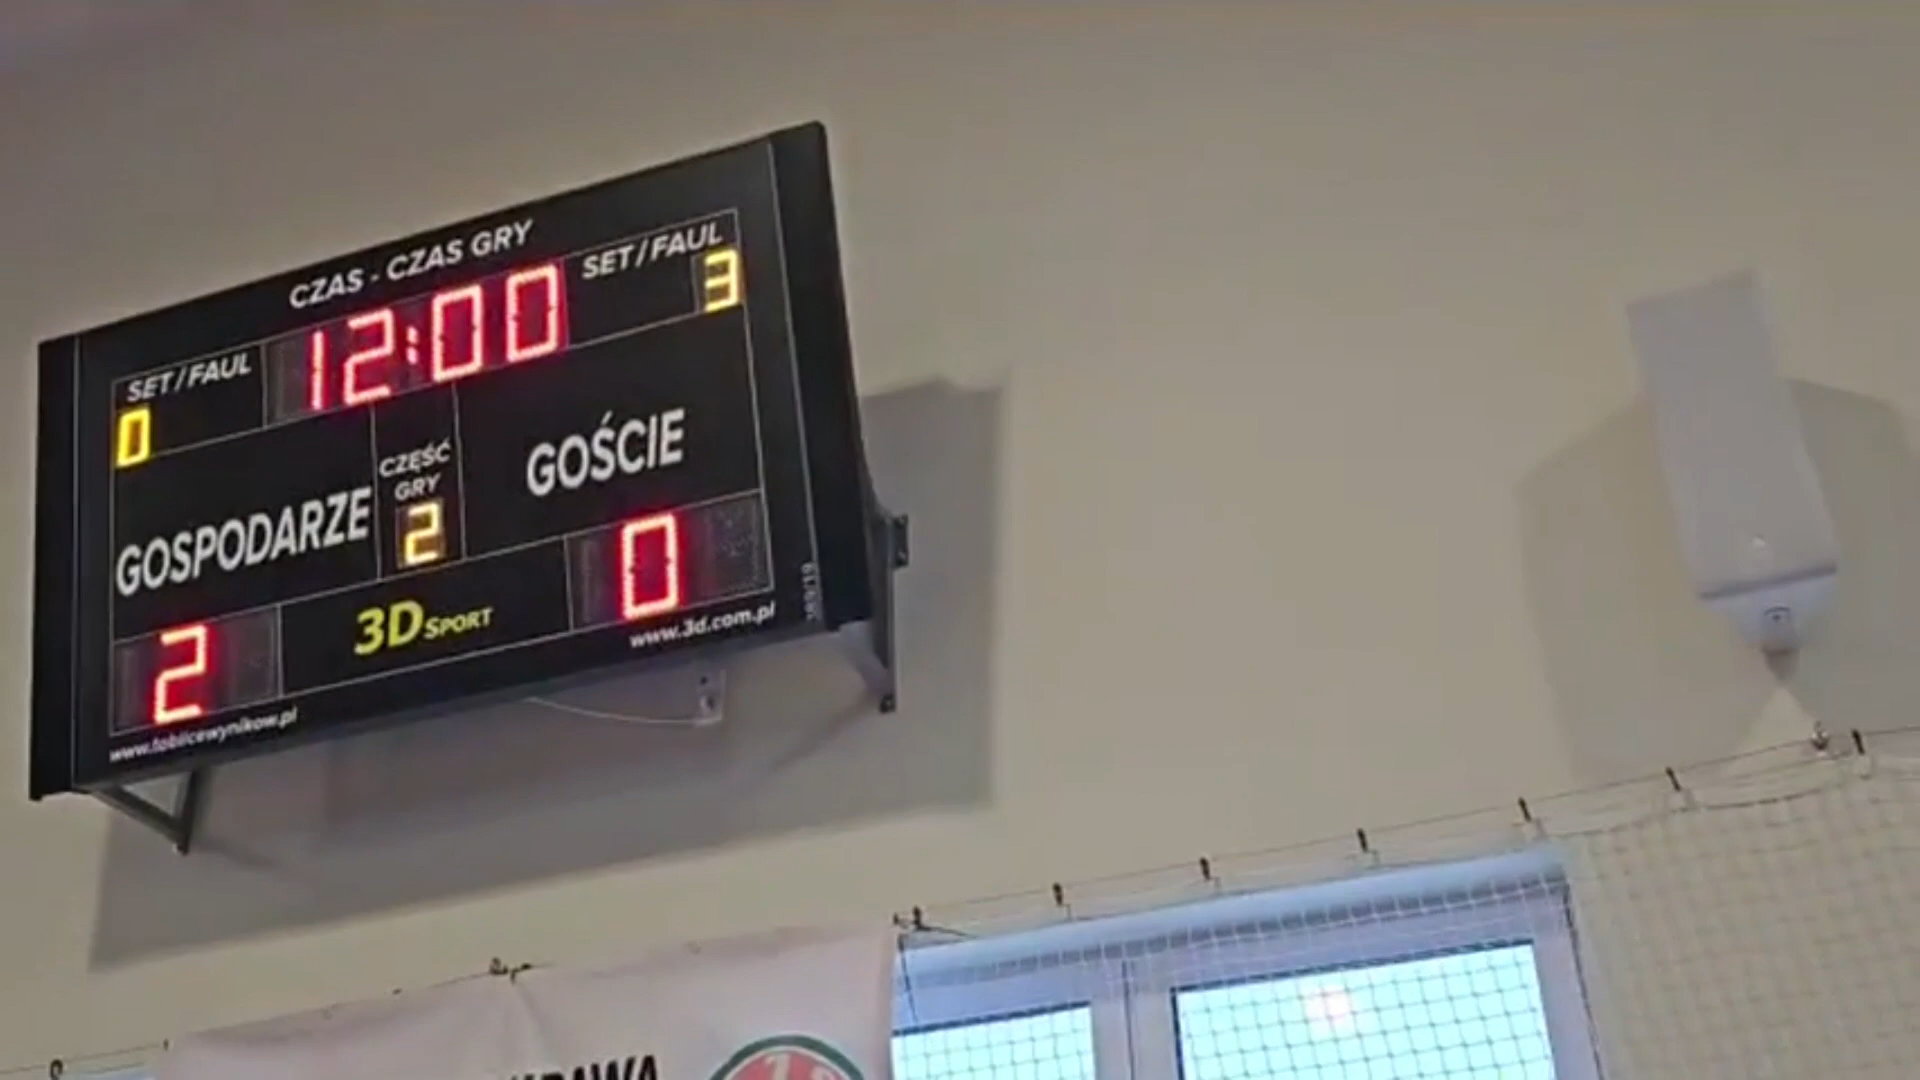 CZAS - CZAS GRY
SET/FAUL
12:00
SET/FAUL
0
3
GOSPODARZE
CZĘŚĆ
GRY
2
GOŚCIE
2
3D SPORT
0
www.tablicewynikow.pl
www.3d.com.pl